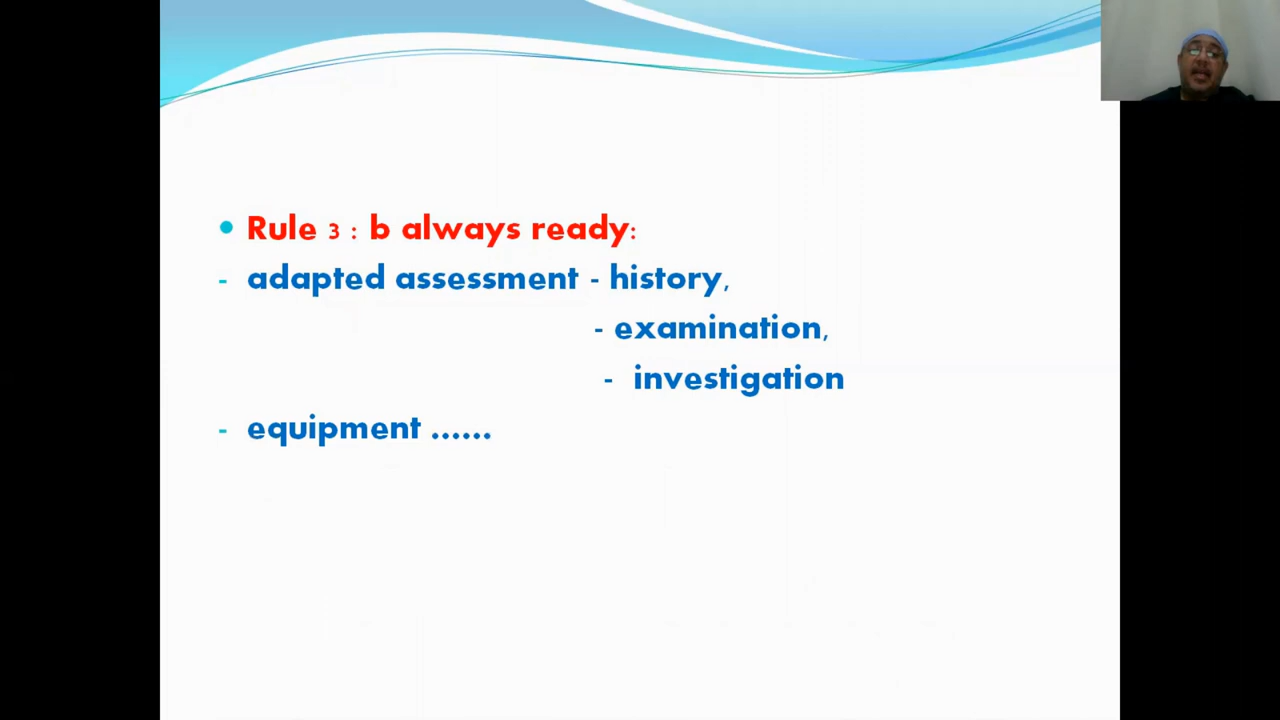 • Rule 3 : b always ready:
- adapted assessment - history,
- examination,
- investigation
- equipment ......